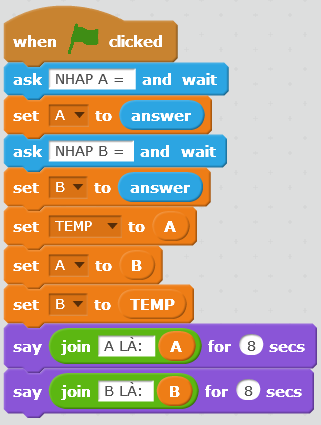 when clicked
ask NHAP A = and wait
set A to answer
ask NHAP B = and wait
set B to answer
set TEMP to A
set A to B
set B to TEMP
say join A LÀ: A for 8 secs
say join B LÀ: B for 8 secs